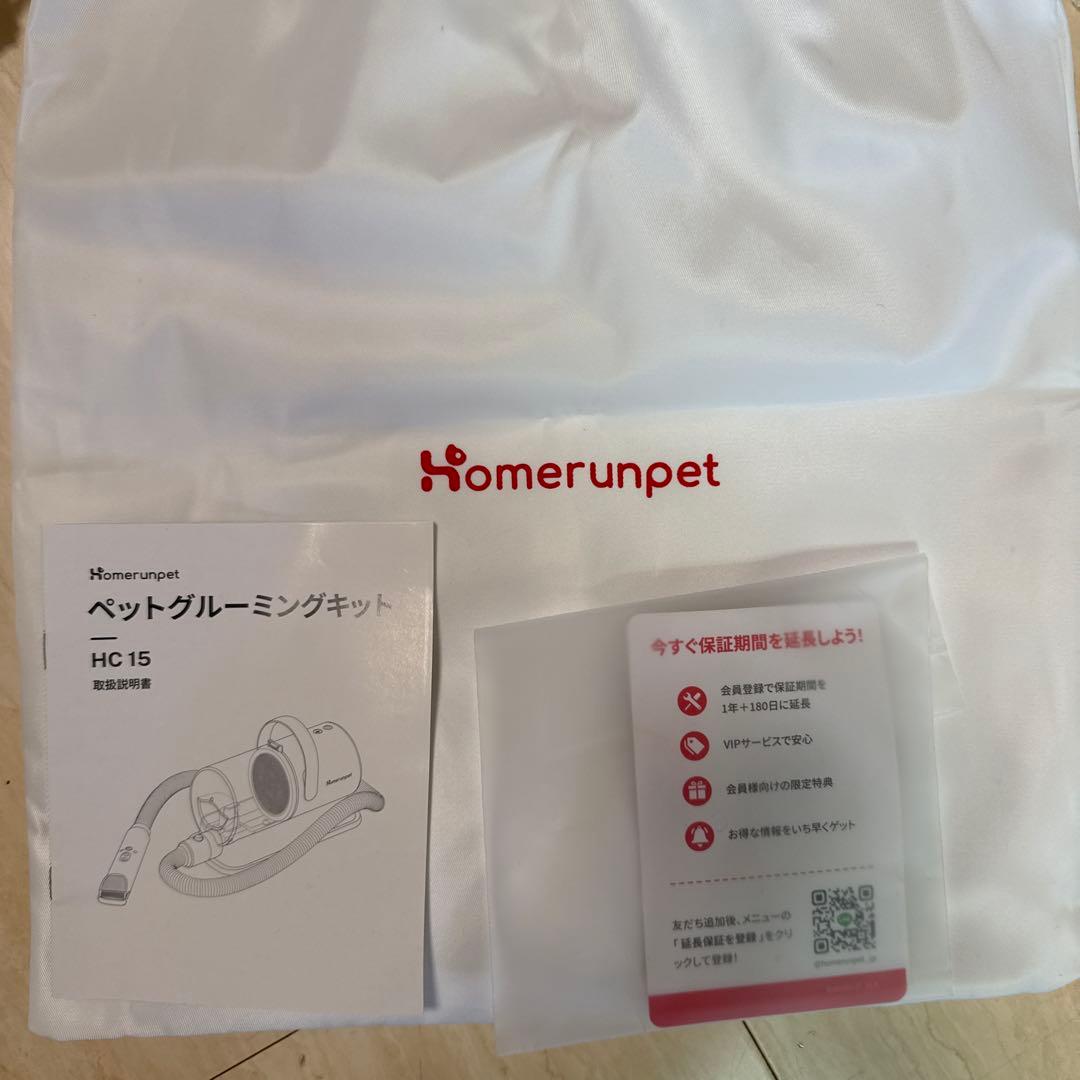 Homerunpet
Homerunpet
ペットグルーミングキット
HC 15
取扱説明書
Homerunpet
今すぐ保証期間を延長しよう!
会員登録で保証期間を
1年+180日に延長
VIPサービスで安心
会員様向けの限定特典
お得な情報をいち早くゲット
友だち追加後、メニューの
「延長保証を登録」をクリ
ックして登録!
@homerunpet_jp